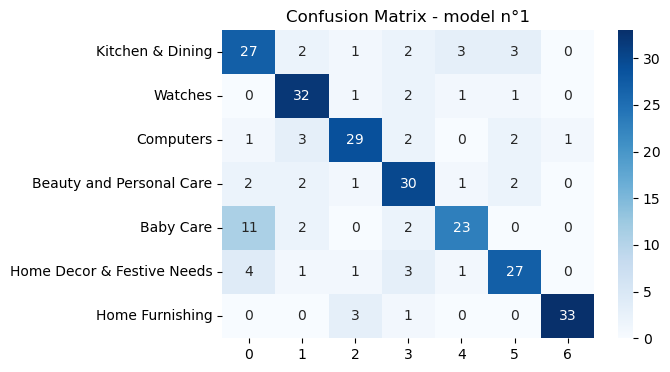 Confusion Matrix - model n°1
Kitchen & Dining 27 2 1 2 3 3 0
Watches 0 32 1 2 1 1 0
Computers 1 3 29 2 0 2 1
Beauty and Personal Care 2 2 1 30 1 2 0
Baby Care 11 2 0 2 23 0 0
Home Decor & Festive Needs 4 1 1 3 1 27 0
Home Furnishing 0 0 3 1 0 0 33
0 1 2 3 4 5 6
30
25
20
15
10
5
0